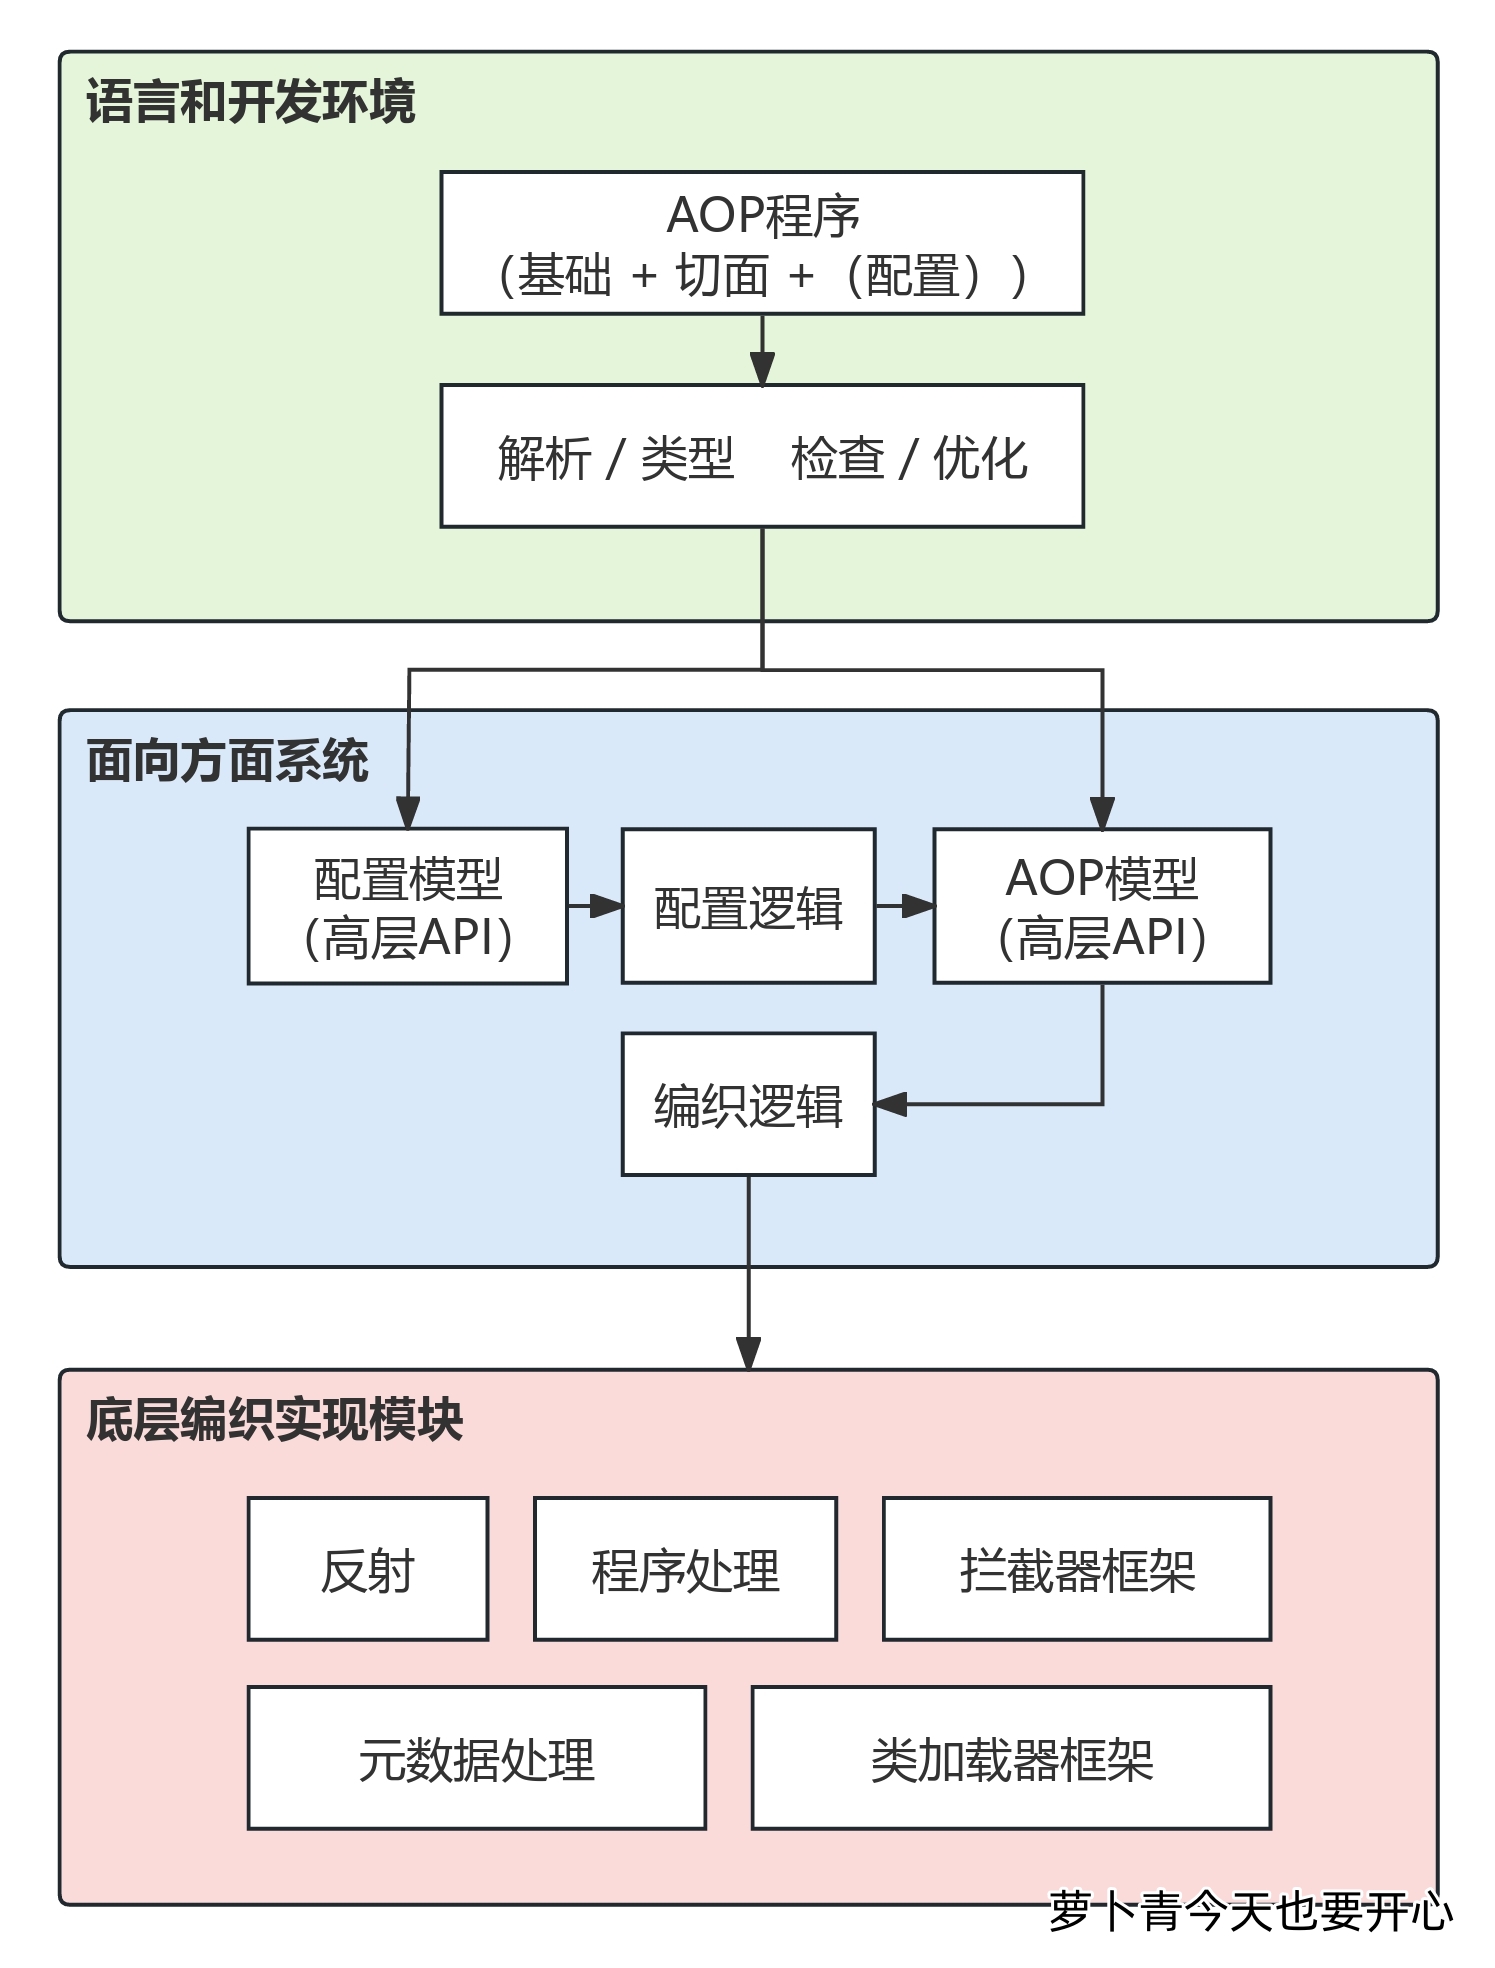 语言和开发环境
AOP程序
（基础 + 切面 +（配置））
解析 / 类型　检查 / 优化
面向方面系统
配置模型
（高层API）
配置逻辑
AOP模型
（高层API）
编织逻辑
底层编织实现模块
反射
程序处理
拦截器框架
元数据处理
类加载器框架
萝卜青今天也要开心